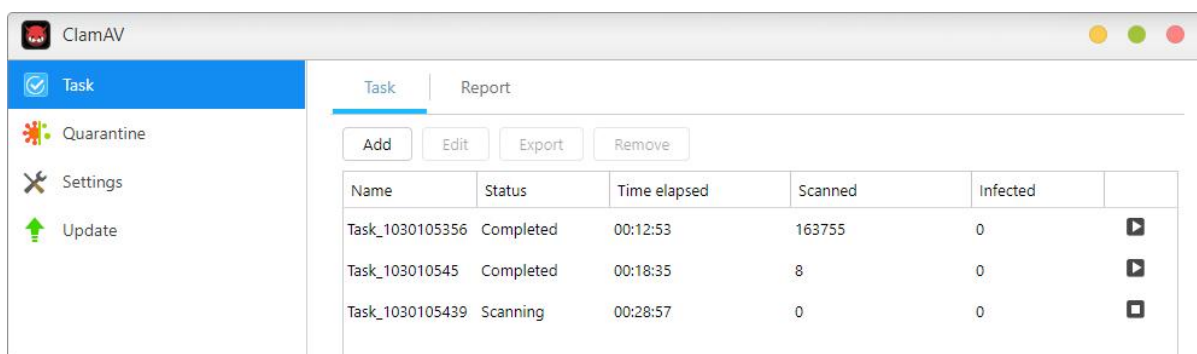 ClamAV
Task
Quarantine
Settings
Update
Task Report
Add Edit Export Remove
Name Status Time elapsed Scanned Infected
Task_1030105356 Completed 00:12:53 163755 0
Task_103010545 Completed 00:18:35 8 0
Task_1030105439 Scanning 00:28:57 0 0